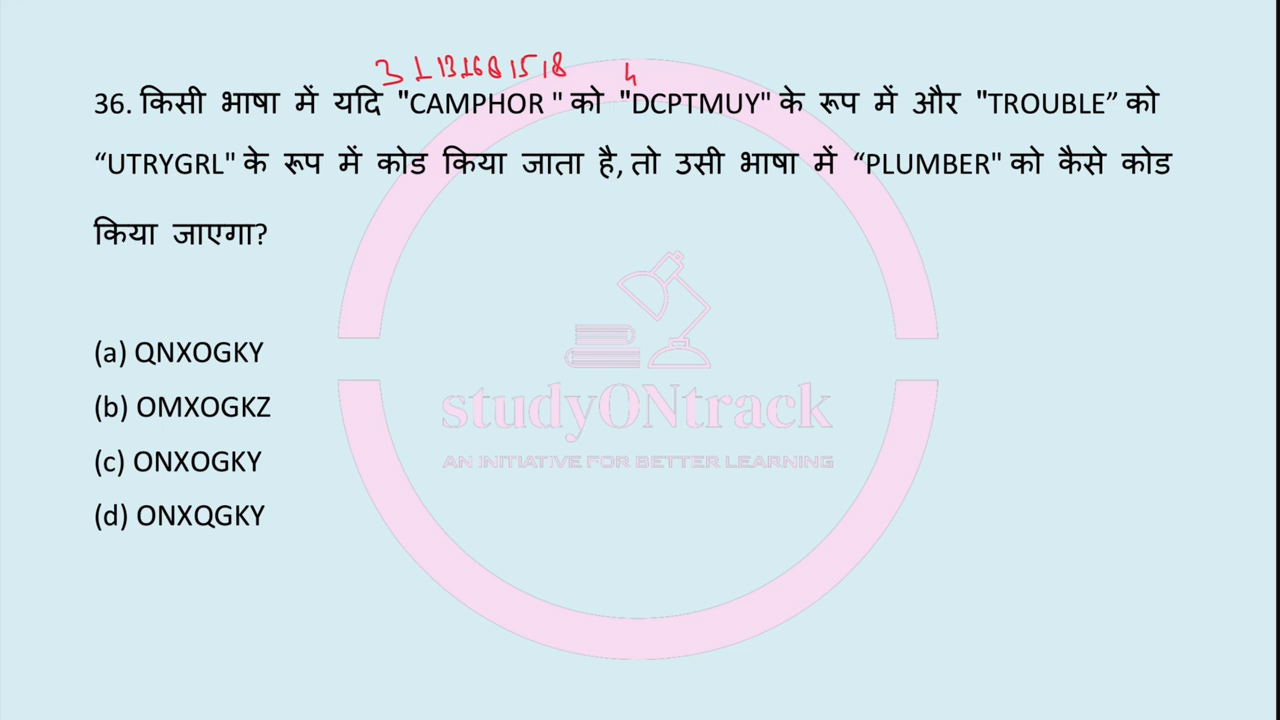 3 1 13 16 8 15 18 4
36. किसी भाषा में यदि "CAMPHOR " को "DCPTMUY" के रूप में और "TROUBLE” को
“UTRYGRL" के रूप में कोड किया जाता है, तो उसी भाषा में “PLUMBER" को कैसे कोड
किया जाएगा?
(a) QNXOGKY
(b) OMXOGKZ
(c) ONXOGKY
(d) ONXQGKY
studyONtrack
AN INITIATIVE FOR BETTER LEARNING